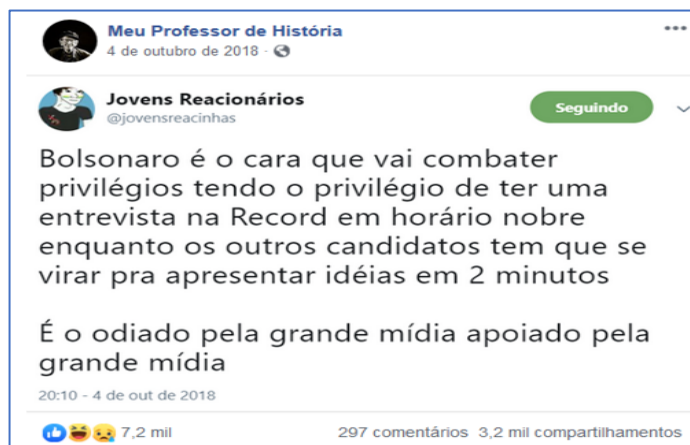 Meu Professor de História
4 de outubro de 2018 ·
Jovens Reacionários
@jovensreacinhas
Seguindo
Bolsonaro é o cara que vai combater
privilégios tendo o privilégio de ter uma
entrevista na Record em horário nobre
enquanto os outros candidatos tem que se
virar pra apresentar idéias em 2 minutos
É o odiado pela grande mídia apoiado pela
grande mídia
20:10 - 4 de out de 2018
7,2 mil 297 comentários 3,2 mil compartilhamentos